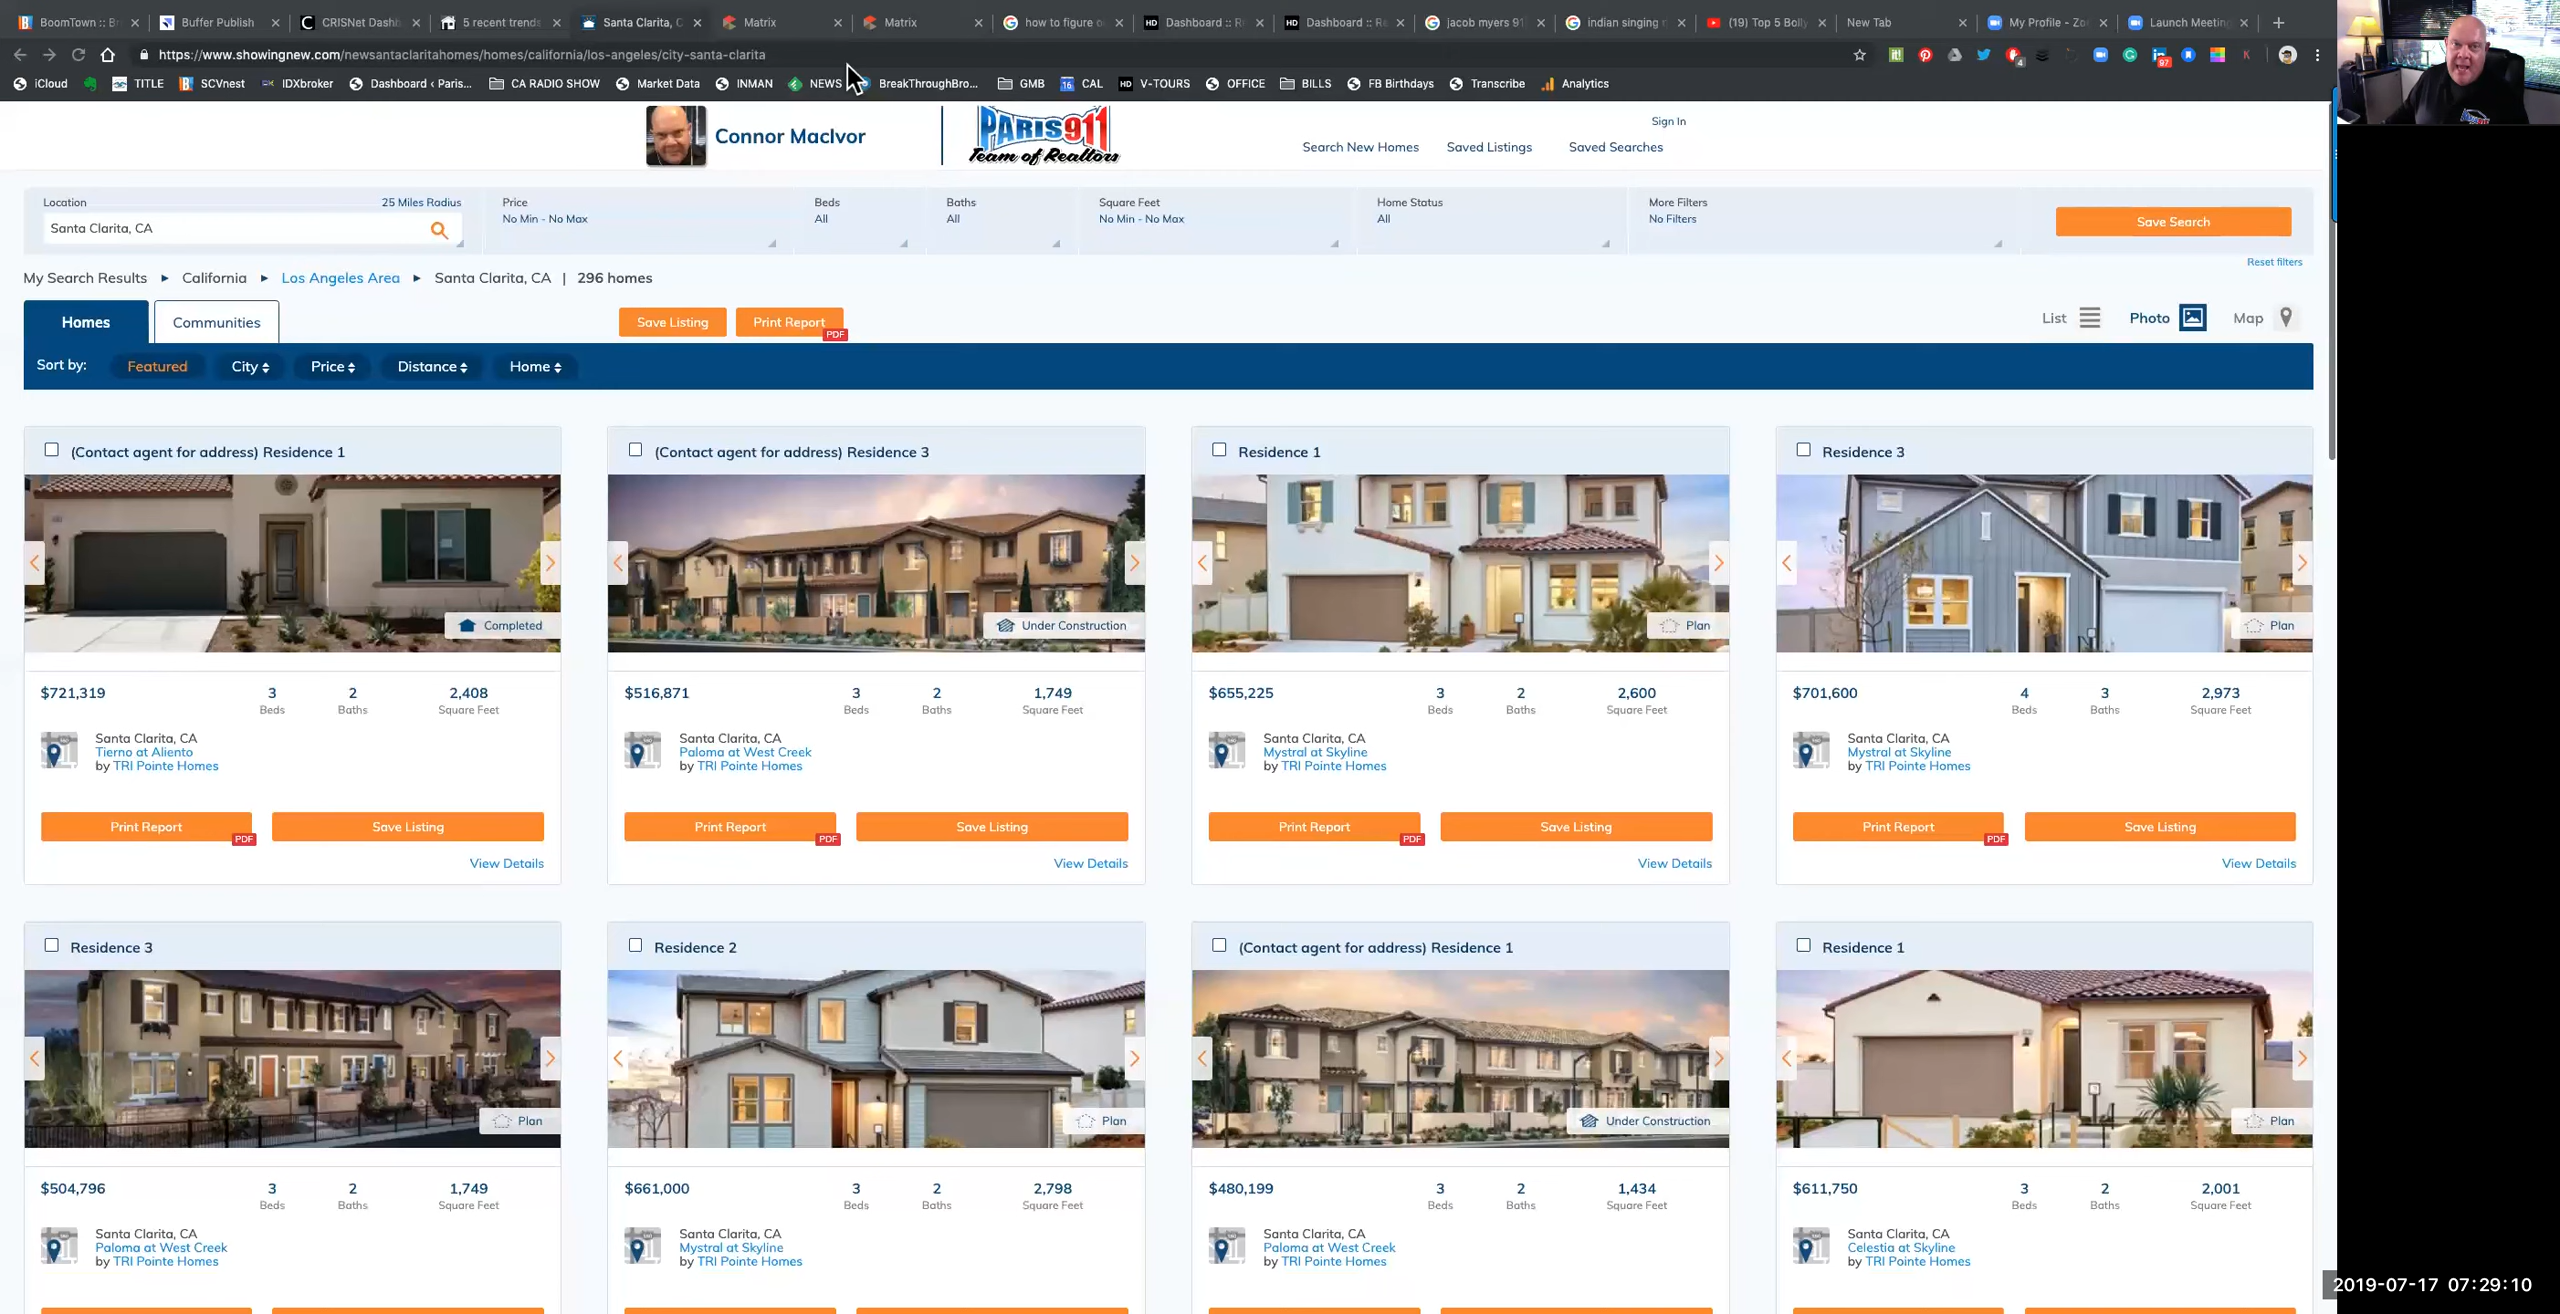 BoomTown :: B
Buffer Publish
CRISNet Dashb
5 recent trends
Santa Clarita, C
Matrix
Matrix
how to figure o
Dashboard :: R
Dashboard :: Re
jacob myers 91
indian singing
(19) Top 5 Bolly
New Tab
My Profile - Zo
Launch Meeting
https://www.showingnew.com/newsantaclaritahomes/homes/california/los-angeles/city-santa-clarita
iCloud
TITLE
SCVnest
IDXbroker
Dashboard ‹ Paris...
CA RADIO SHOW
Market Data
INMAN
NEWS
BreakThroughBro...
GMB
CAL
V-TOURS
OFFICE
BILLS
FB Birthdays
Transcribe
Analytics
Connor MacIvor
PARIS911
Team of Realtors
Sign In
Search New Homes
Saved Listings
Saved Searches
Location
25 Miles Radius
Santa Clarita, CA
Price
No Min - No Max
Beds
All
Baths
All
Square Feet
No Min - No Max
Home Status
All
More Filters
No Filters
Save Search
Reset filters
My Search Results ▸ California ▸ Los Angeles Area ▸ Santa Clarita, CA | 296 homes
Homes
Communities
Save Listing
Print Report
PDF
List
Photo
Map
Sort by:
Featured
City
Price
Distance
Home
(Contact agent for address) Residence 1
Completed
$721,319
3 Beds
2 Baths
2,408 Square Feet
Santa Clarita, CA
Tierno at Aliento
by TRI Pointe Homes
Print Report
PDF
Save Listing
View Details
(Contact agent for address) Residence 3
Under Construction
$516,871
3 Beds
2 Baths
1,749 Square Feet
Santa Clarita, CA
Paloma at West Creek
by TRI Pointe Homes
Print Report
PDF
Save Listing
View Details
Residence 1
Plan
$655,225
3 Beds
2 Baths
2,600 Square Feet
Santa Clarita, CA
Mystral at Skyline
by TRI Pointe Homes
Print Report
PDF
Save Listing
View Details
Residence 3
Plan
$701,600
4 Beds
3 Baths
2,973 Square Feet
Santa Clarita, CA
Mystral at Skyline
by TRI Pointe Homes
Print Report
PDF
Save Listing
View Details
Residence 3
Plan
$504,796
3 Beds
2 Baths
1,749 Square Feet
Santa Clarita, CA
Paloma at West Creek
by TRI Pointe Homes
Residence 2
Plan
$661,000
3 Beds
2 Baths
2,798 Square Feet
Santa Clarita, CA
Mystral at Skyline
by TRI Pointe Homes
(Contact agent for address) Residence 1
Under Construction
$480,199
3 Beds
2 Baths
1,434 Square Feet
Santa Clarita, CA
Paloma at West Creek
by TRI Pointe Homes
Residence 1
Plan
$611,750
3 Beds
2 Baths
2,001 Square Feet
Santa Clarita, CA
Celestia at Skyline
by TRI Pointe Homes
2019-07-17 07:29:10